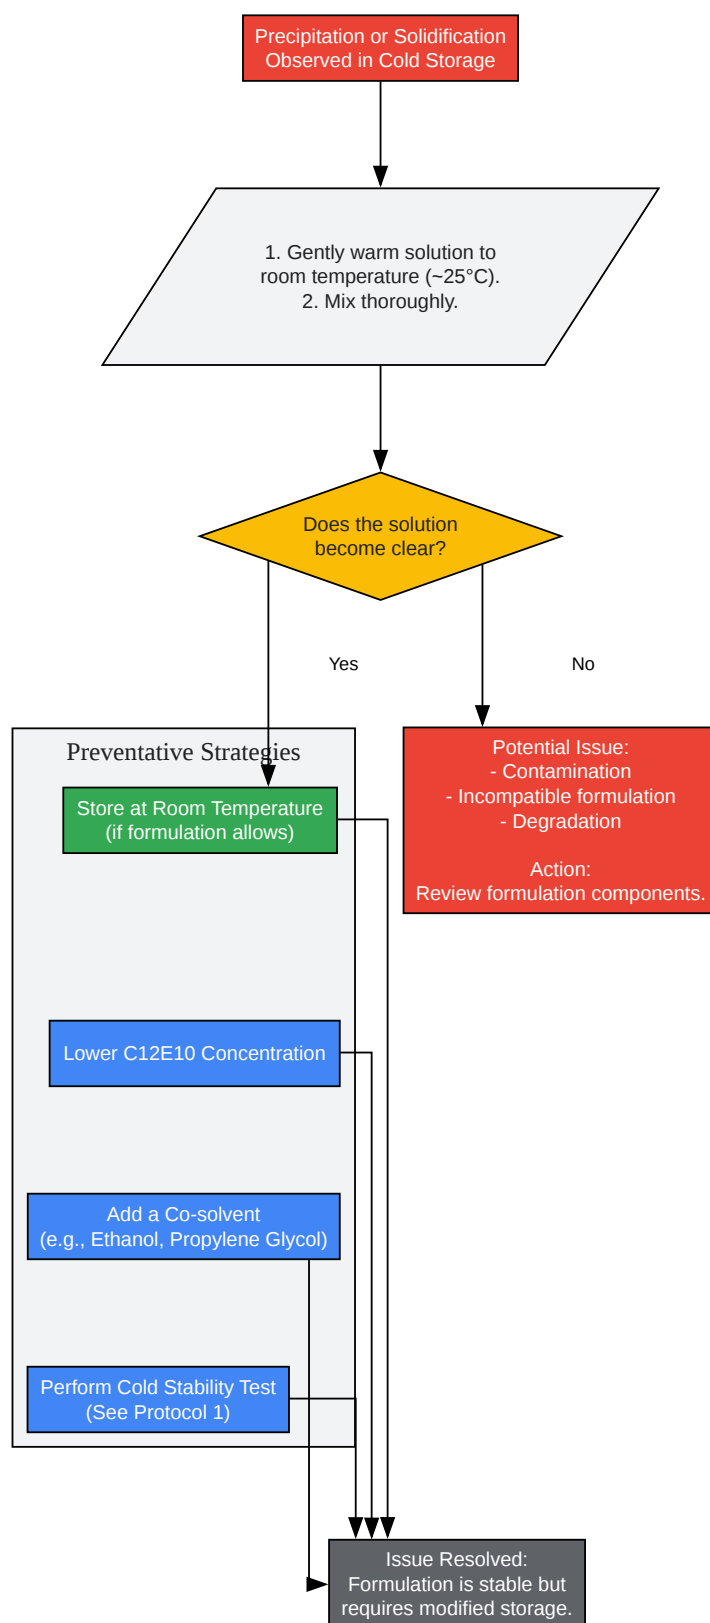 Precipitation or Solidification
Observed in Cold Storage
1. Gently warm solution to
room temperature (~25°C).
2. Mix thoroughly.
Does the solution
become clear?
Yes
No
Preventative Strategies
Store at Room Temperature
(if formulation allows)
Potential Issue:
- Contamination
- Incompatible formulation
- Degradation
Action:
Review formulation components.
Lower C12E10 Concentration
Add a Co-solvent
(e.g., Ethanol, Propylene Glycol)
Perform Cold Stability Test
(See Protocol 1)
Issue Resolved:
Formulation is stable but
requires modified storage.